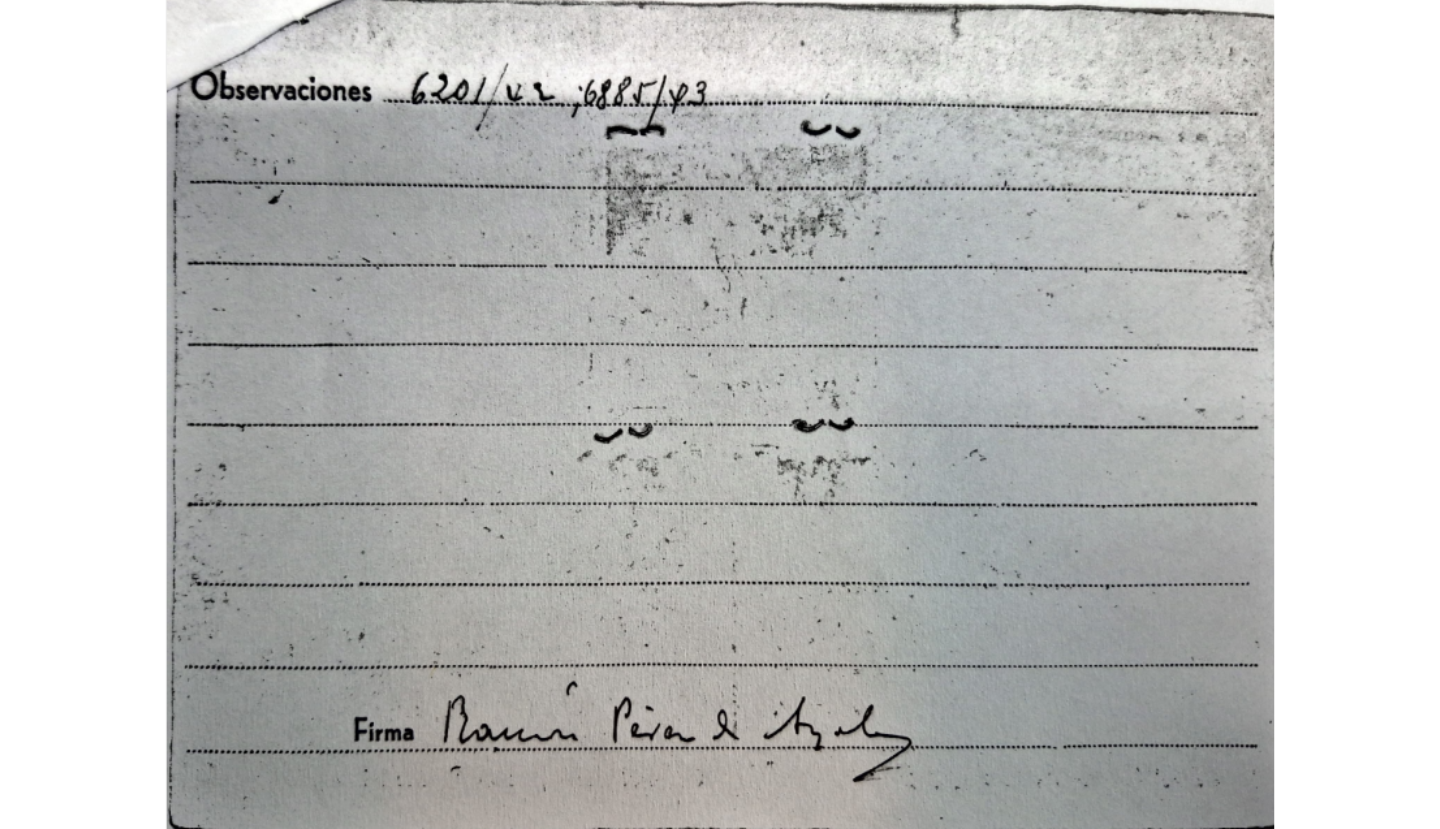 Observaciones 6201/42 ; 6885/43
Firma Ramón Pérez de Ayala